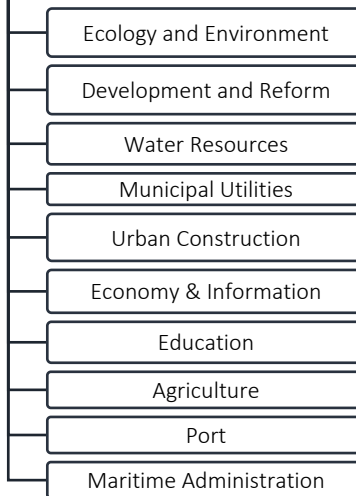 Ecology and Environment
Development and Reform
Water Resources
Municipal Utilities
Urban Construction
Economy & Information
Education
Agriculture
Port
Maritime Administration